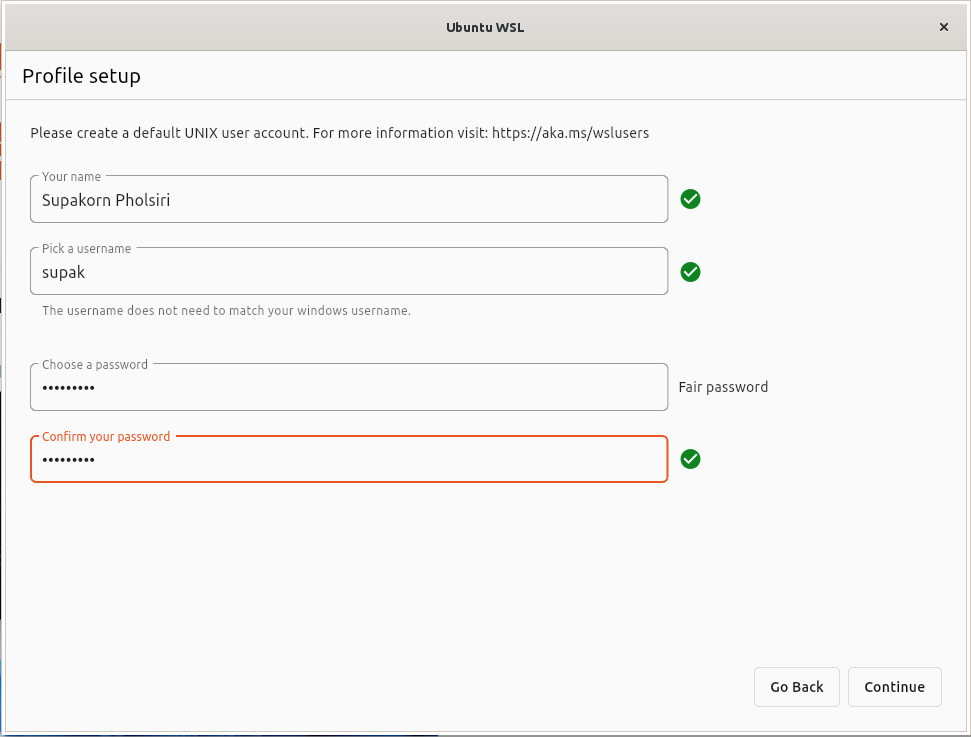 Ubuntu WSL
Profile setup
Please create a default UNIX user account. For more information visit: https://aka.ms/wslusers
Your name
Supakorn Pholsiri
Pick a username
supak
The username does not need to match your windows username.
Choose a password
•••••••••
Fair password
Confirm your password
•••••••••
Go Back
Continue